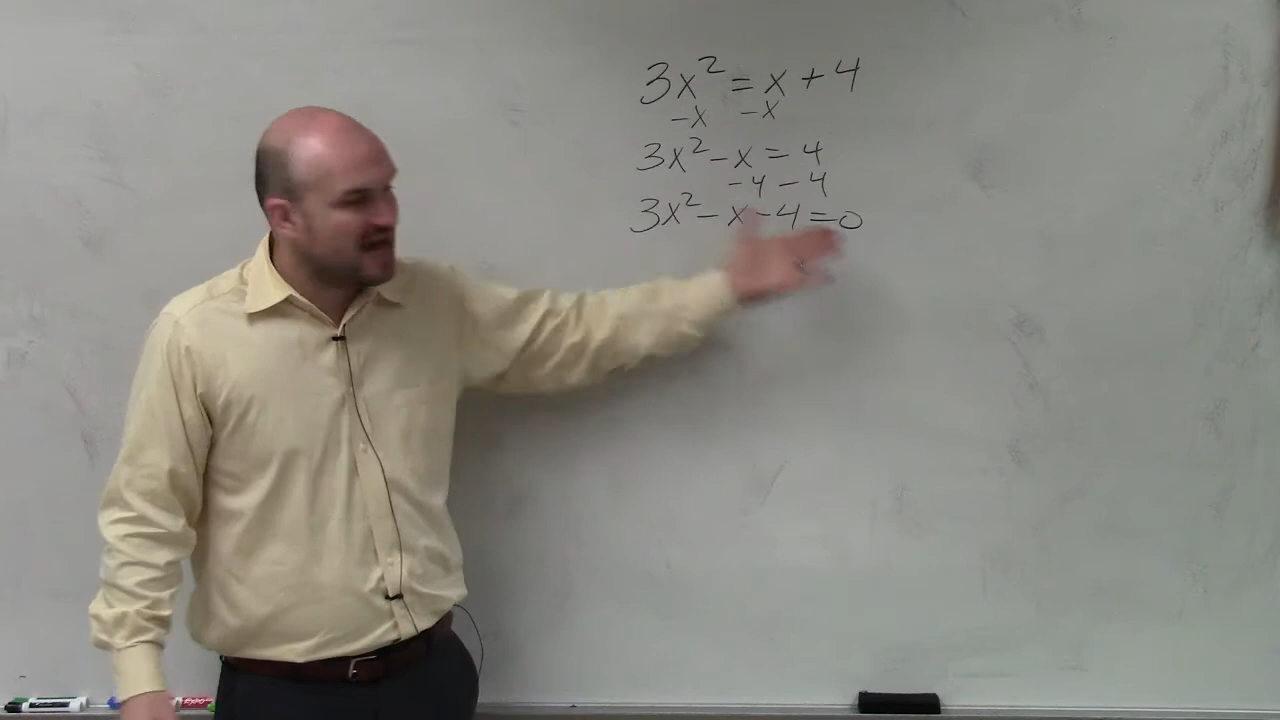 3x² = x + 4
-x -x
3x² - x = 4
-4 -4
3x² - x - 4 = 0